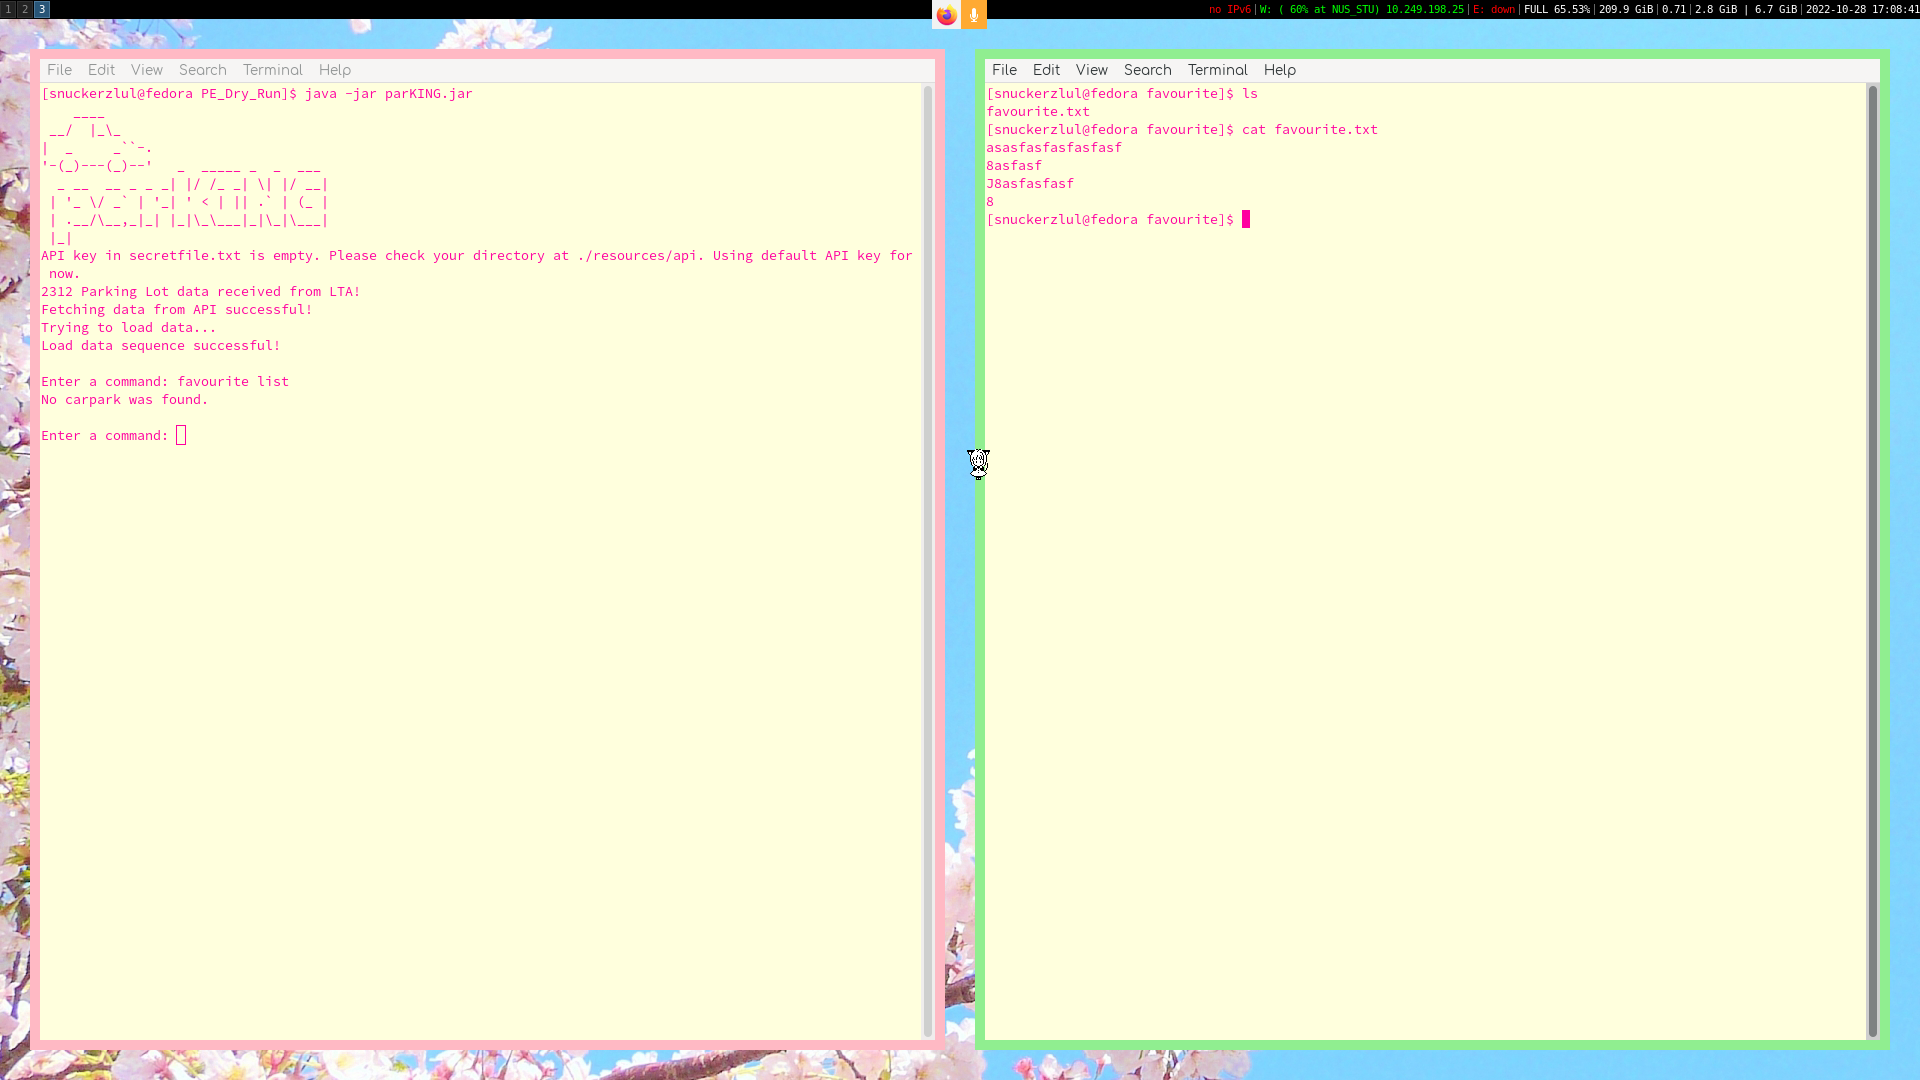 1 2 3
no IPv6|W: ( 60% at NUS_STU) 10.249.198.25|E: down|FULL 65.53%|209.9 GiB|0.71|2.8 GiB | 6.7 GiB|2022-10-28 17:08:41
File Edit View Search Terminal Help
[snuckerzlul@fedora PE_Dry_Run]$ java -jar parKING.jar
     ____
 __/  |_\_
|  _     _``-.
'-(_)---(_)--'   _  _____ _  _  ___
  _ __  __ _ _ _| |/ /_ _| \| |/ __|
 | '_ \/ _` | '_| ' < | || .` | (_ |
 | .__/\__,_|_| |_|\_\___|_|\_|\___|
 |_|
API key in secretfile.txt is empty. Please check your directory at ./resources/api. Using default API key for
 now.
2312 Parking Lot data received from LTA!
Fetching data from API successful!
Trying to load data...
Load data sequence successful!
Enter a command: favourite list
No carpark was found.
Enter a command:
File Edit View Search Terminal Help
[snuckerzlul@fedora favourite]$ ls
favourite.txt
[snuckerzlul@fedora favourite]$ cat favourite.txt
asasfasfasfasfasf
8asfasf
J8asfasfasf
8
[snuckerzlul@fedora favourite]$